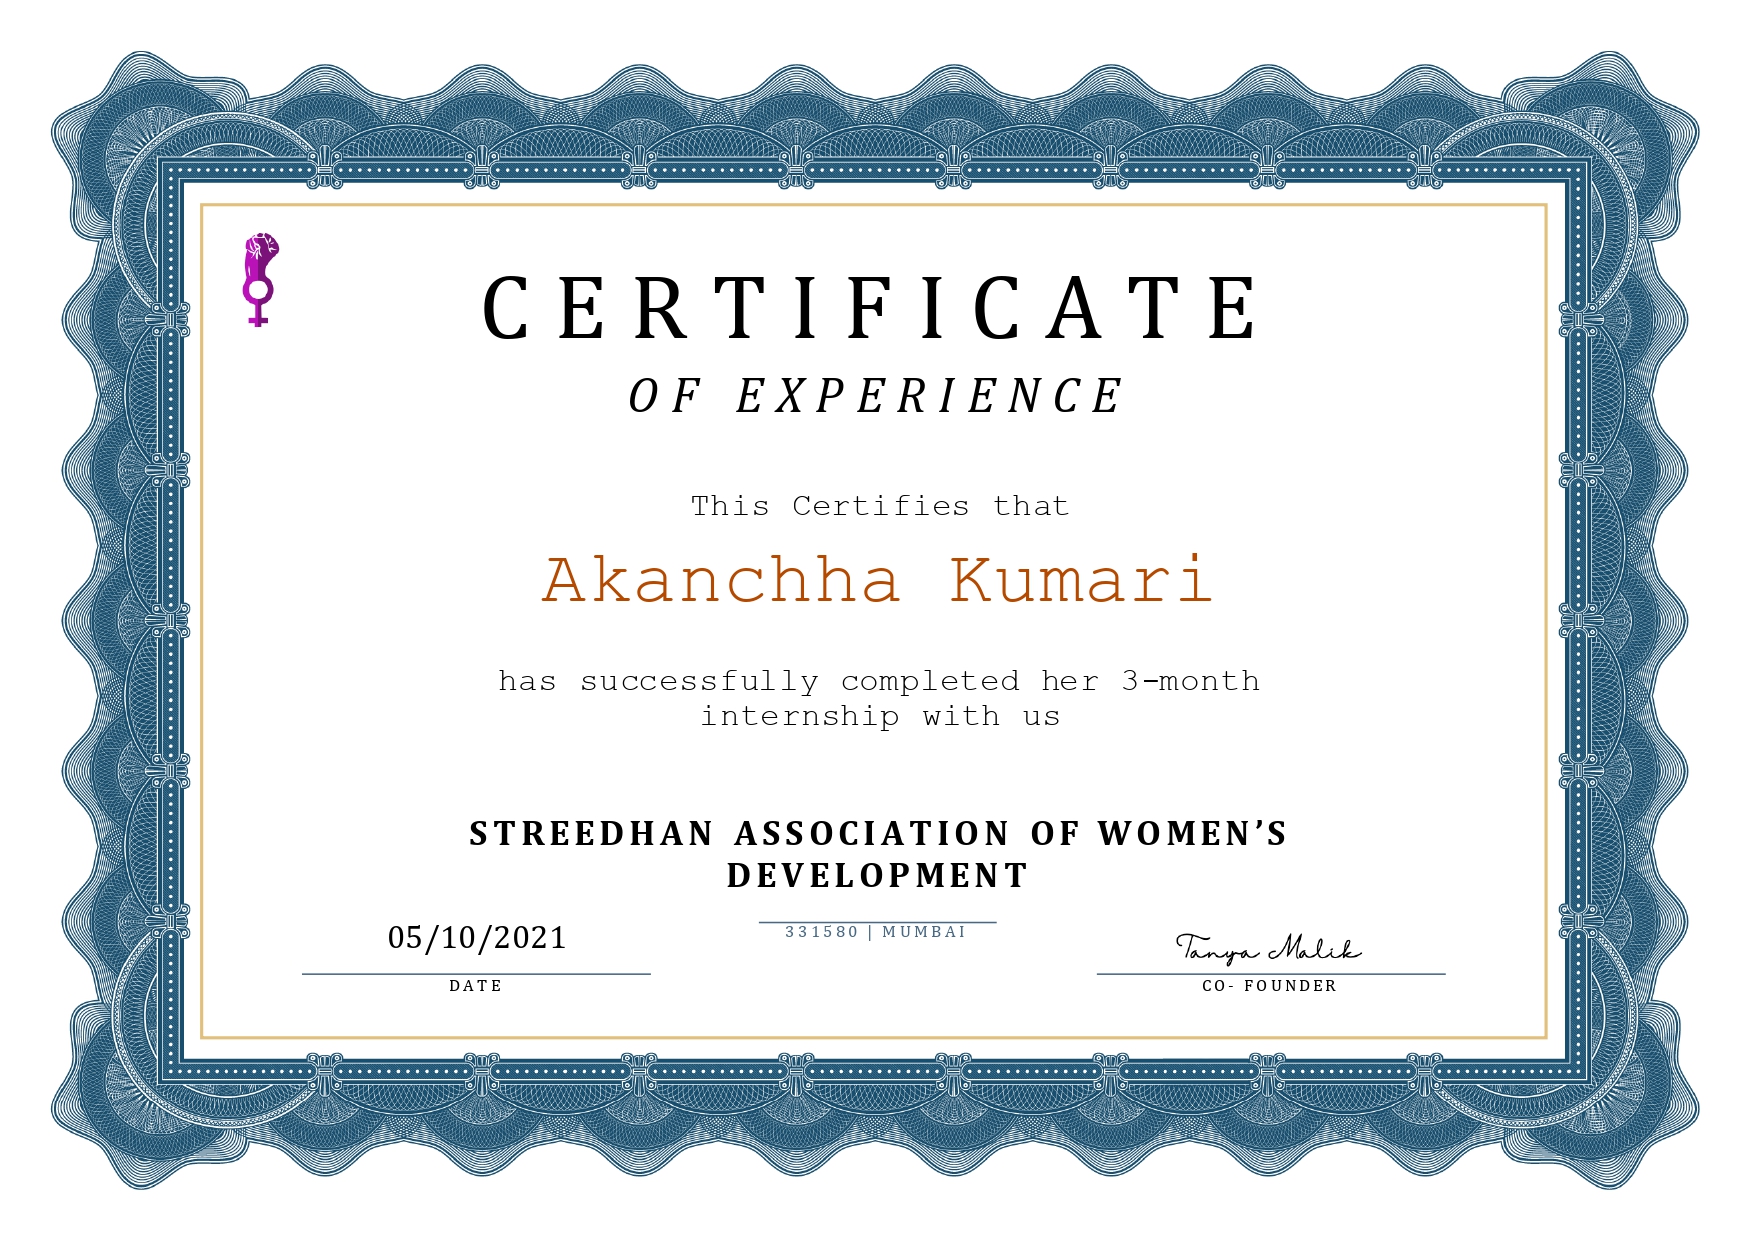 CERTIFICATE
OF EXPERIENCE
This Certifies that
Akanchha Kumari
has successfully completed her 3-month
internship with us
STREEDHAN ASSOCIATION OF WOMEN’S
DEVELOPMENT
331580 | MUMBAI
05/10/2021
DATE
Tanya Malik
CO- FOUNDER